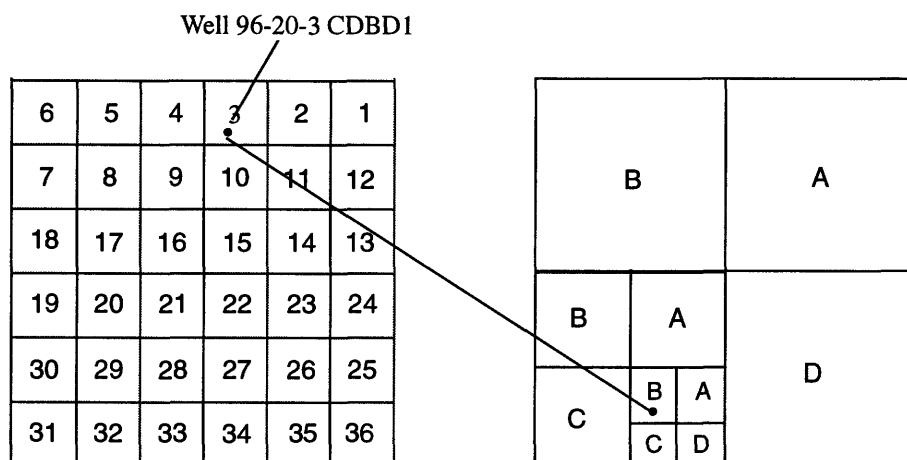 Well 96-20-3 CDBD1
6 5 4 3 2 1
7 8 9 10 11 12
18 17 16 15 14 13
19 20 21 22 23 24
30 29 28 27 26 25
31 32 33 34 35 36
B A
B A
D
B A
C
C D